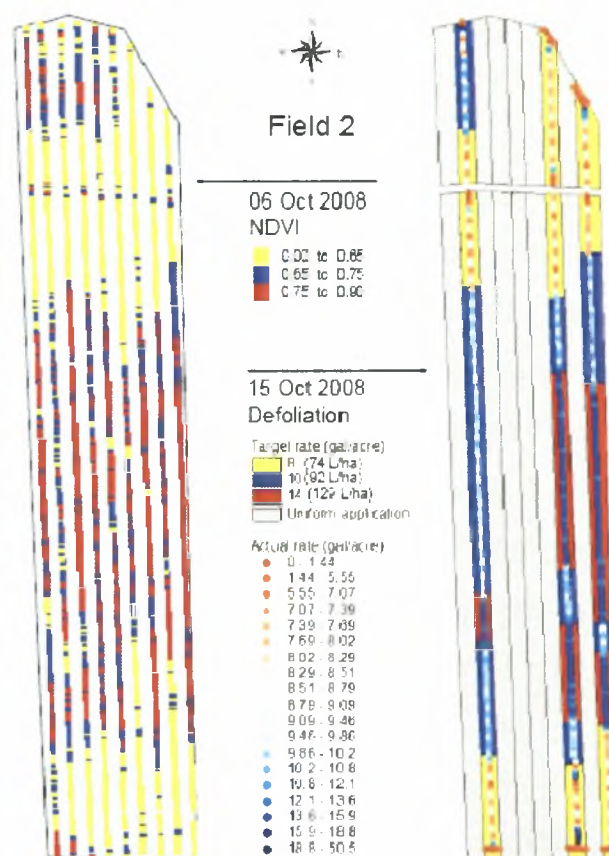 Field 2
06 Oct 2008
NDVI
0.00 to 0.65
0.65 to 0.75
0.75 to 0.90
15 Oct 2008
Defoliation
Target rate (gal/acre)
8 (74 L/ha)
10 (92 L/ha)
14 (129 L/ha)
Uniform application
Actual rate (gal/acre)
0 - 1.44
1.44 - 5.55
5.55 - 7.07
7.07 - 7.39
7.39 - 7.69
7.69 - 8.02
8.02 - 8.29
8.29 - 8.51
8.51 - 8.79
8.79 - 9.09
9.09 - 9.46
9.46 - 9.86
9.86 - 10.2
10.2 - 10.8
10.8 - 12.1
12.1 - 13.6
13.6 - 15.9
15.9 - 18.8
18.8 - 50.5